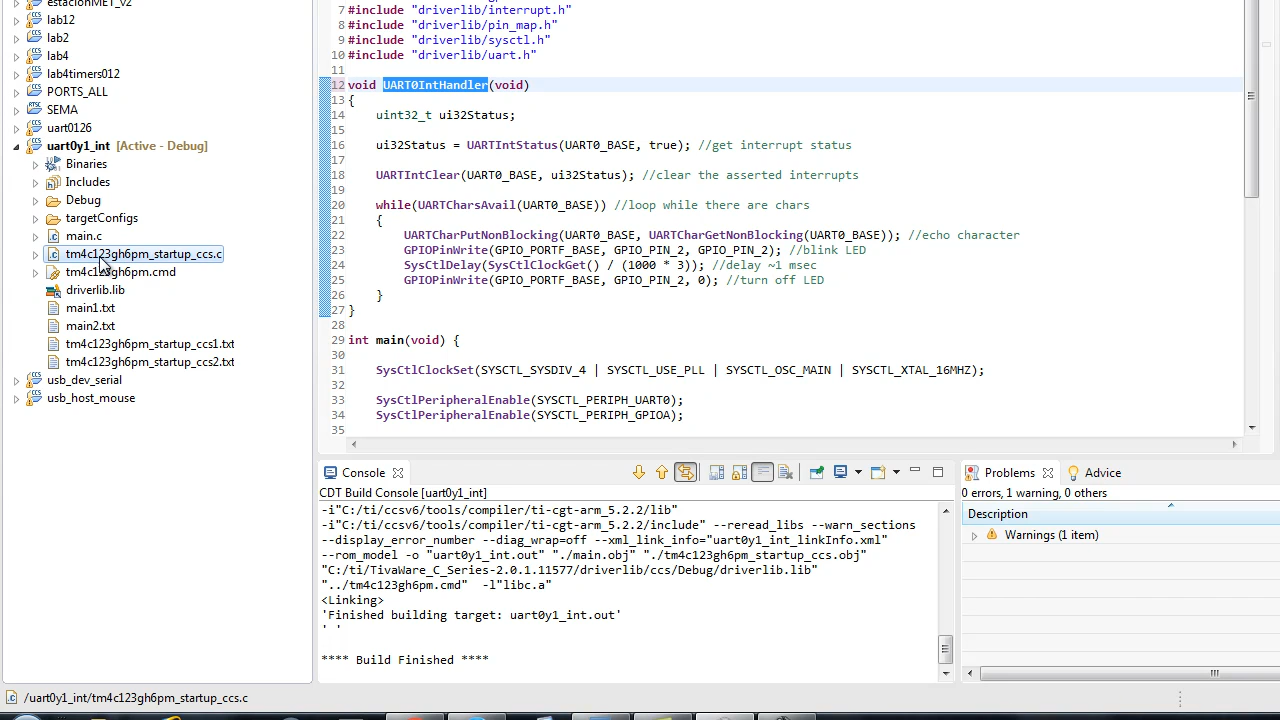 estacionMET_v2
lab12
lab2
lab4
lab4timers012
PORTS_ALL
SEMA
uart0126
uart0y1_int [Active - Debug]
Binaries
Includes
Debug
targetConfigs
main.c
tm4c123gh6pm_startup_ccs.c
tm4c123gh6pm.cmd
driverlib.lib
main1.txt
main2.txt
tm4c123gh6pm_startup_ccs1.txt
tm4c123gh6pm_startup_ccs2.txt
usb_dev_serial
usb_host_mouse
7 #include "driverlib/interrupt.h"
8 #include "driverlib/pin_map.h"
9 #include "driverlib/sysctl.h"
10 #include "driverlib/uart.h"
11
12 void UART0IntHandler(void)
13 {
14 uint32_t ui32Status;
15
16 ui32Status = UARTIntStatus(UART0_BASE, true); //get interrupt status
17
18 UARTIntClear(UART0_BASE, ui32Status); //clear the asserted interrupts
19
20 while(UARTCharsAvail(UART0_BASE)) //loop while there are chars
21 {
22 UARTCharPutNonBlocking(UART0_BASE, UARTCharGetNonBlocking(UART0_BASE)); //echo character
23 GPIOPinWrite(GPIO_PORTF_BASE, GPIO_PIN_2, GPIO_PIN_2); //blink LED
24 SysCtlDelay(SysCtlClockGet() / (1000 * 3)); //delay ~1 msec
25 GPIOPinWrite(GPIO_PORTF_BASE, GPIO_PIN_2, 0); //turn off LED
26 }
27 }
28
29 int main(void) {
30
31 SysCtlClockSet(SYSCTL_SYSDIV_4 | SYSCTL_USE_PLL | SYSCTL_OSC_MAIN | SYSCTL_XTAL_16MHZ);
32
33 SysCtlPeripheralEnable(SYSCTL_PERIPH_UART0);
34 SysCtlPeripheralEnable(SYSCTL_PERIPH_GPIOA);
35
Console
CDT Build Console [uart0y1_int]
-i"C:/ti/ccsv6/tools/compiler/ti-cgt-arm_5.2.2/lib"
-i"C:/ti/ccsv6/tools/compiler/ti-cgt-arm_5.2.2/include" --reread_libs --warn_sections
--display_error_number --diag_wrap=off --xml_link_info="uart0y1_int_linkInfo.xml"
--rom_model -o "uart0y1_int.out" "./main.obj" "./tm4c123gh6pm_startup_ccs.obj"
"C:/ti/TivaWare_C_Series-2.0.1.11577/driverlib/ccs/Debug/driverlib.lib"
"../tm4c123gh6pm.cmd" -l"libc.a"
<Linking>
'Finished building target: uart0y1_int.out'
' '
**** Build Finished ****
Problems Advice
0 errors, 1 warning, 0 others
Description
Warnings (1 item)
/uart0y1_int/tm4c123gh6pm_startup_ccs.c